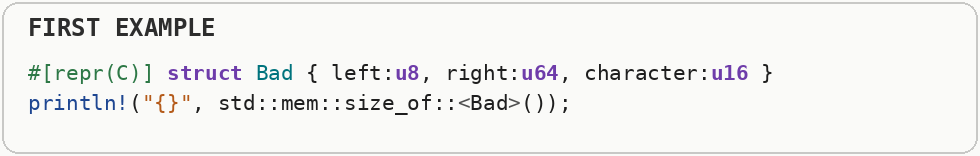 FIRST EXAMPLE
#[repr(C)] struct Bad { left:u8, right:u64, character:u16 }
println!("{}", std::mem::size_of::<Bad>());